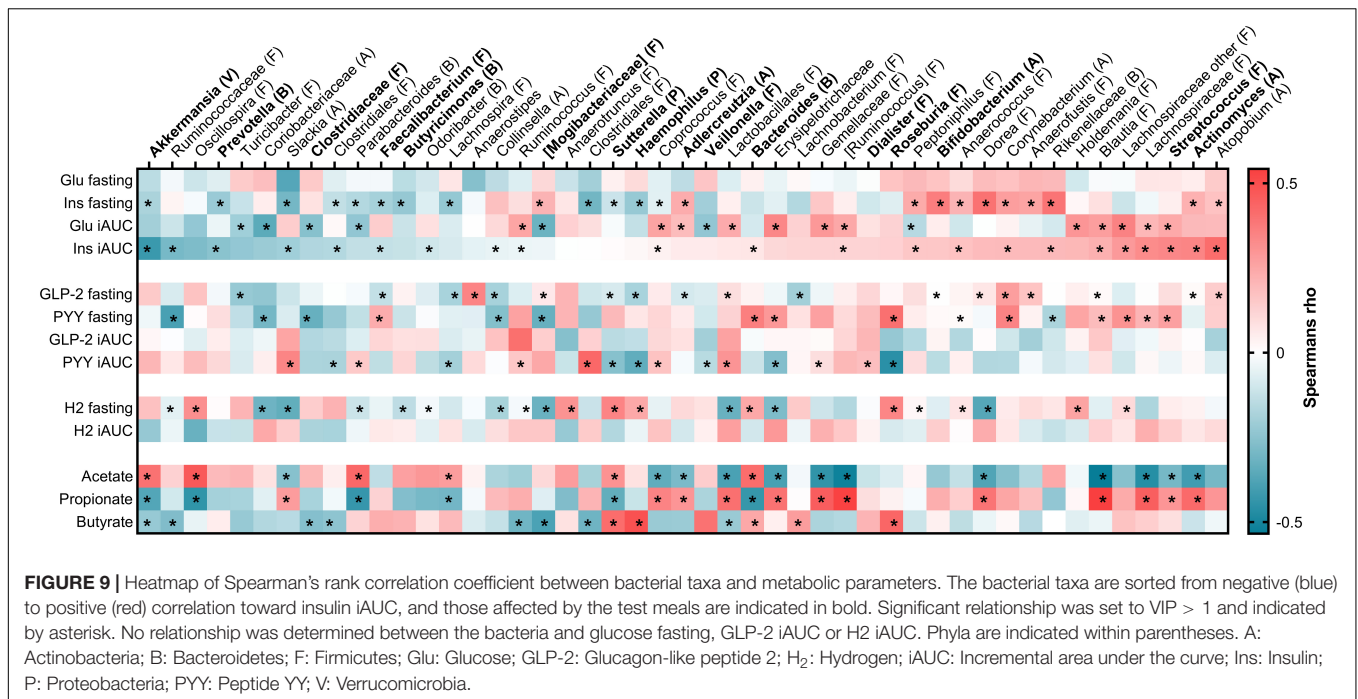 Akkermansia (V)
Ruminoccaceae (F)
Oscillospira (F)
Prevotella (B)
Turicibacter (F)
Coriobacteriaceae (A)
Slackia (A)
Clostridiaceae (F)
Clostridiales (F)
Parabacteroides (B)
Faecalibacterium (F)
Butyricimonas (B)
Odoribacter (B)
Lachnospira (F)
Anaerostipes
Collinsella (A)
Ruminococcus (F)
[Mogibacteriaceae] (F)
Anaerotruncus (F)
Clostridiales (F)
Sutterella (P)
Haemophilus (P)
Coprococcus (F)
Adlercreutzia (A)
Veillonella (F)
Lactobacillales (F)
Bacteroides (B)
Erysipelotrichaceae
Lachnobacterium (F)
Gemellaceae (F)
[Ruminococcus] (F)
Dialister (F)
Roseburia (F)
Peptoniphilus (F)
Bifidobacterium (A)
Anaerococcus (F)
Dorea (F)
Corynebacterium (A)
Anaerofustis (F)
Rikenellaceae (B)
Holdemania (F)
Blautia (F)
Lachnospiraceae other (F)
Lachnospiraceae (F)
Streptococcus (F)
Actinomyces (A)
Atopobium (A)
Glu fasting
Ins fasting
Glu iAUC
Ins iAUC
GLP-2 fasting
PYY fasting
GLP-2 iAUC
PYY iAUC
H2 fasting
H2 iAUC
Acetate
Propionate
Butyrate
0.5
0
-0.5
Spearmans rho
FIGURE 9 | Heatmap of Spearman's rank correlation coefficient between bacterial taxa and metabolic parameters. The bacterial taxa are sorted from negative (blue)
to positive (red) correlation toward insulin iAUC, and those affected by the test meals are indicated in bold. Significant relationship was set to VIP > 1 and indicated
by asterisk. No relationship was determined between the bacteria and glucose fasting, GLP-2 iAUC or H2 iAUC. Phyla are indicated within parentheses. A:
Actinobacteria; B: Bacteroidetes; F: Firmicutes; Glu: Glucose; GLP-2: Glucagon-like peptide 2; H₂: Hydrogen; iAUC: Incremental area under the curve; Ins: Insulin;
P: Proteobacteria; PYY: Peptide YY; V: Verrucomicrobia.